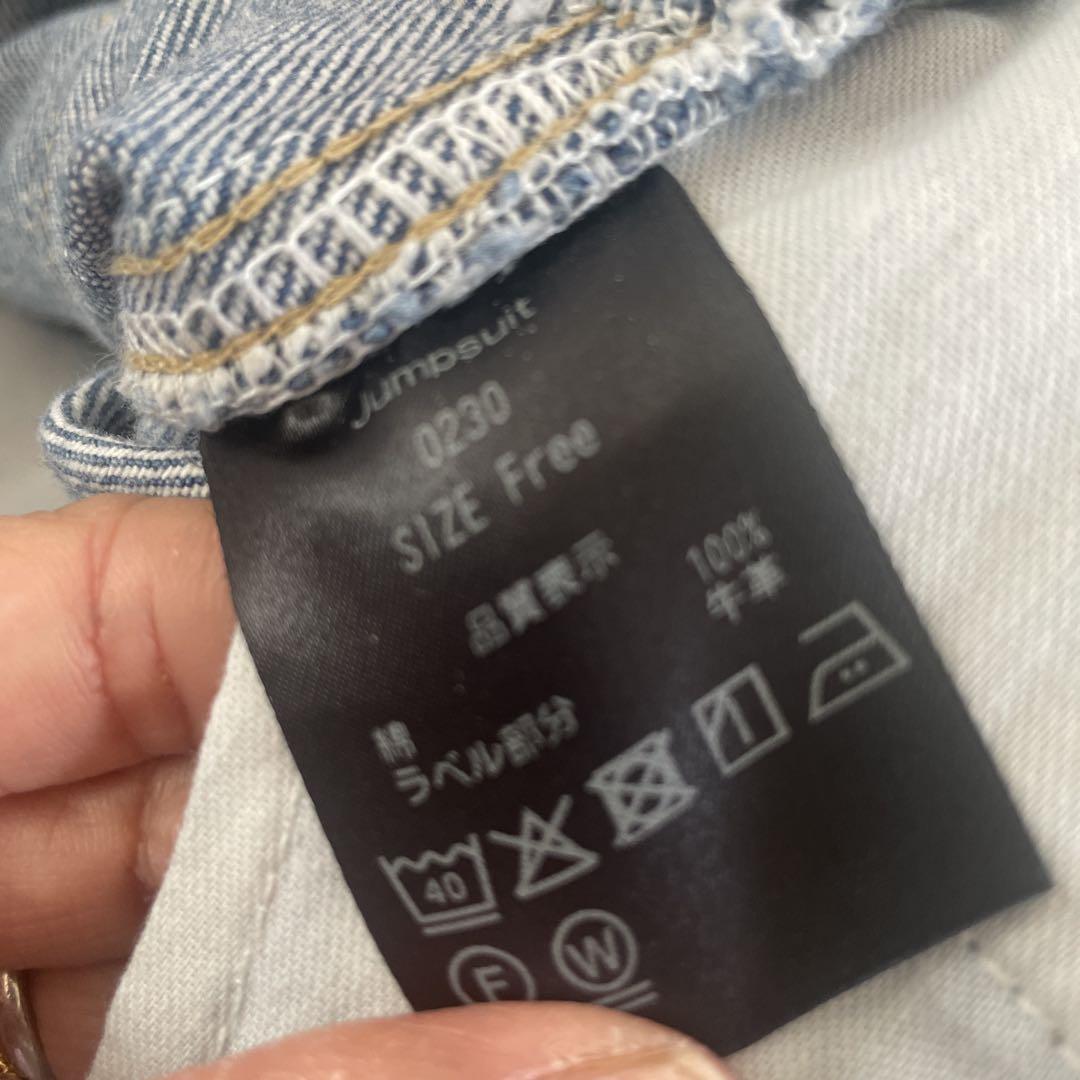 jumpsuit
0230
SIZE Free
品質表示
綿 100%
ラベル部分 牛革
40
F W